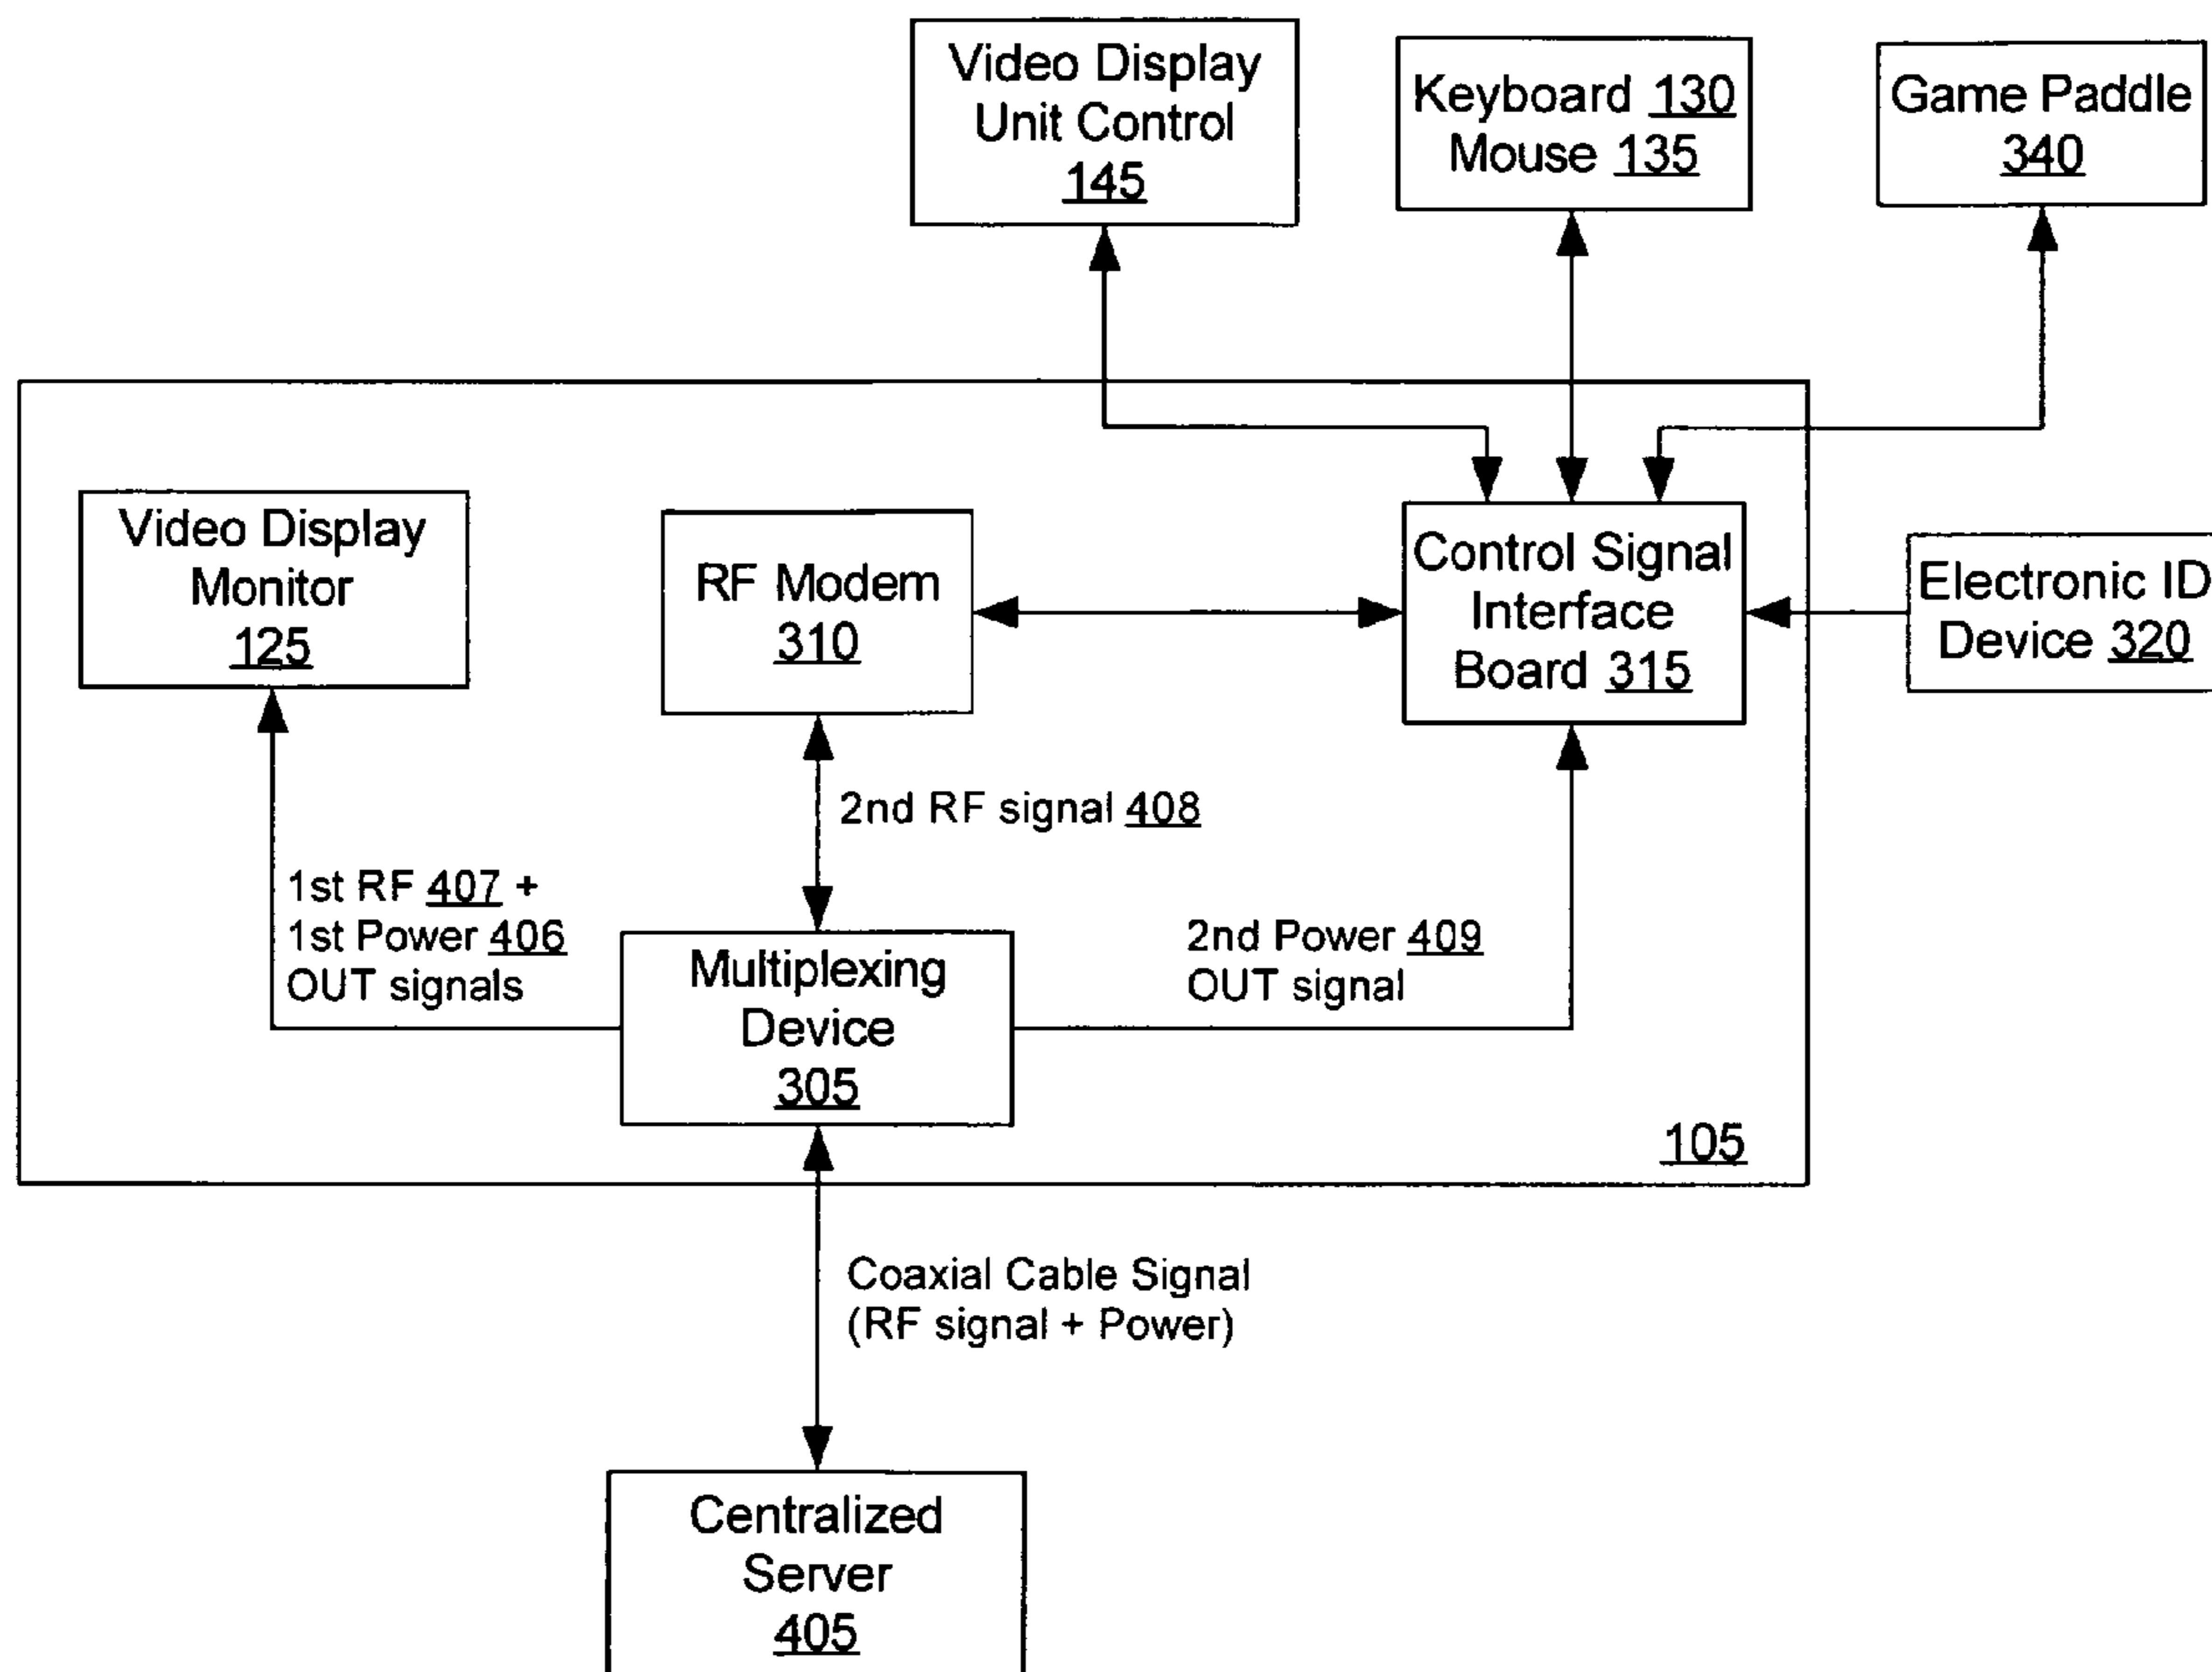 Video Display
Unit Control
145
Keyboard 130
Mouse 135
Game Paddle
340
Video Display
Monitor
125
RF Modem
310
Control Signal
Interface
Board 315
Electronic ID
Device 320
2nd RF signal 408
1st RF 407 +
1st Power 406
OUT signals
Multiplexing
Device
305
2nd Power 409
OUT signal
105
Coaxial Cable Signal
(RF signal + Power)
Centralized
Server
405